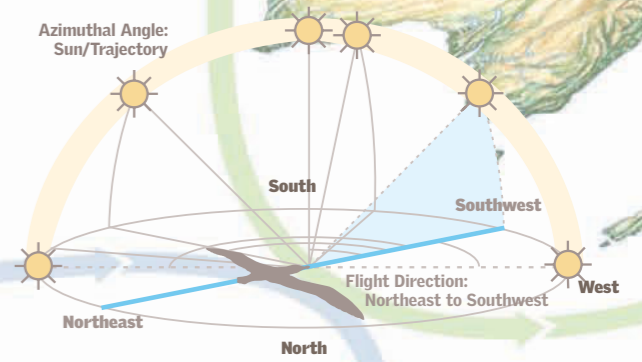 Azimuthal Angle:
Sun/Trajectory
South
Southwest
West
Flight Direction:
Northeast to Southwest
Northeast
North